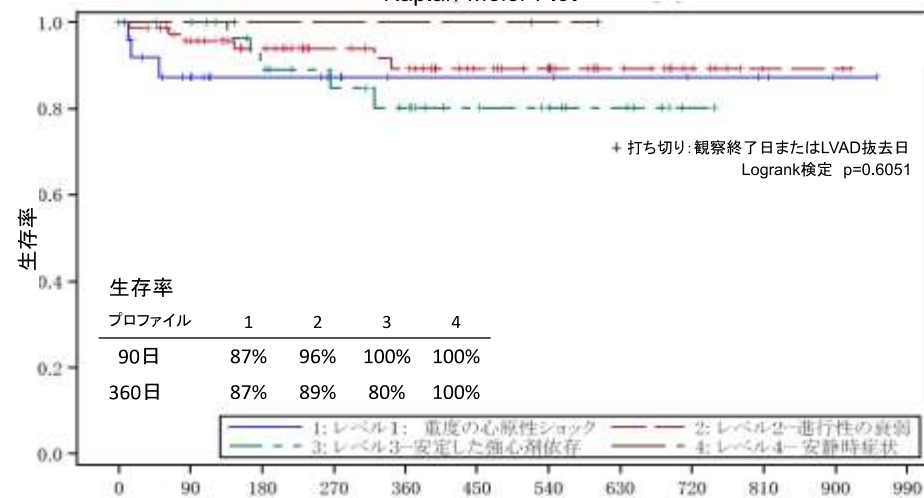 1.0
0.8
0.6
0.4
0.2
0.0
生存率
+ 打ち切り:観察終了日またはLVAD抜去日
Logrank検定 p=0.6051
生存率
プロファイル 1 2 3 4
90日 87% 96% 100% 100%
360日 87% 89% 80% 100%
1: レベル1: 重度の心原性ショック 2: レベル2-進行性の衰弱
3: レベル3-安定した強心剤依存 4: レベル4-安静時症状
0 90 180 270 360 450 540 630 720 810 900 990